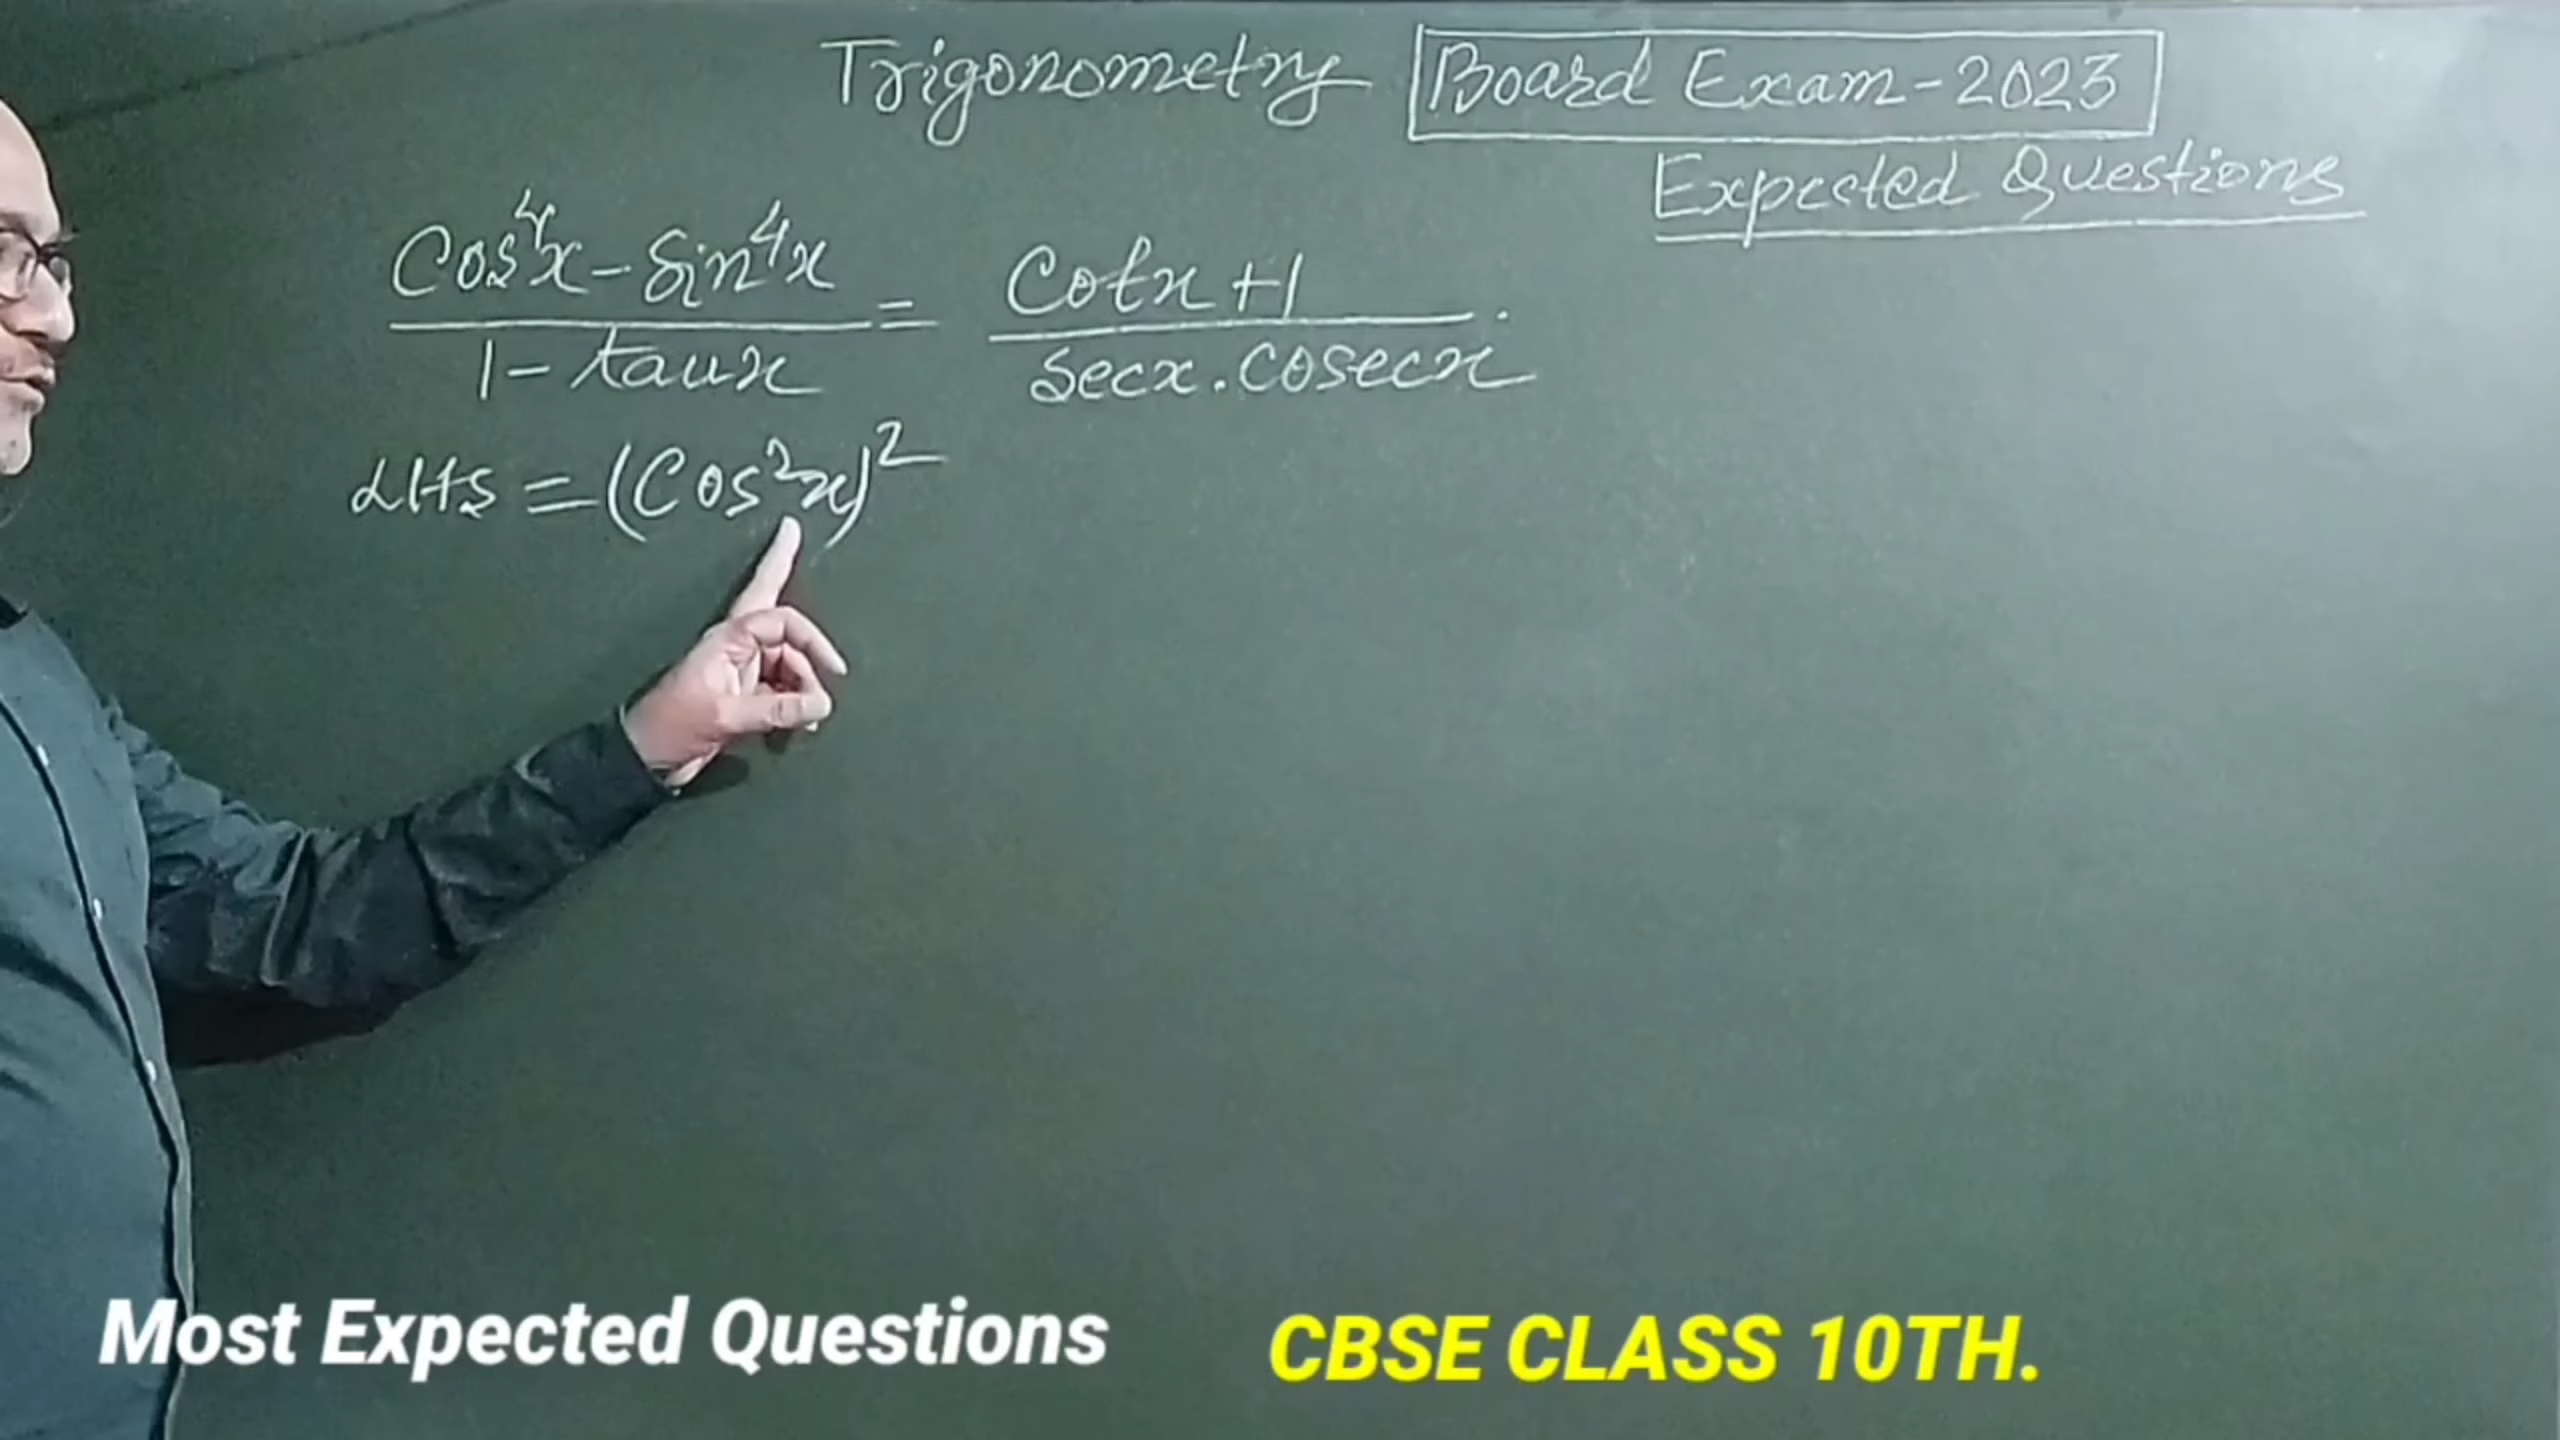 Trigonometry Board Exam-2023
Expected Questions
Cos⁴x - Sin⁴x / 1 - tanx = Cotx + 1 / secx . cosecx .
LHS = (Cos²x)²
Most Expected Questions
CBSE CLASS 10TH.